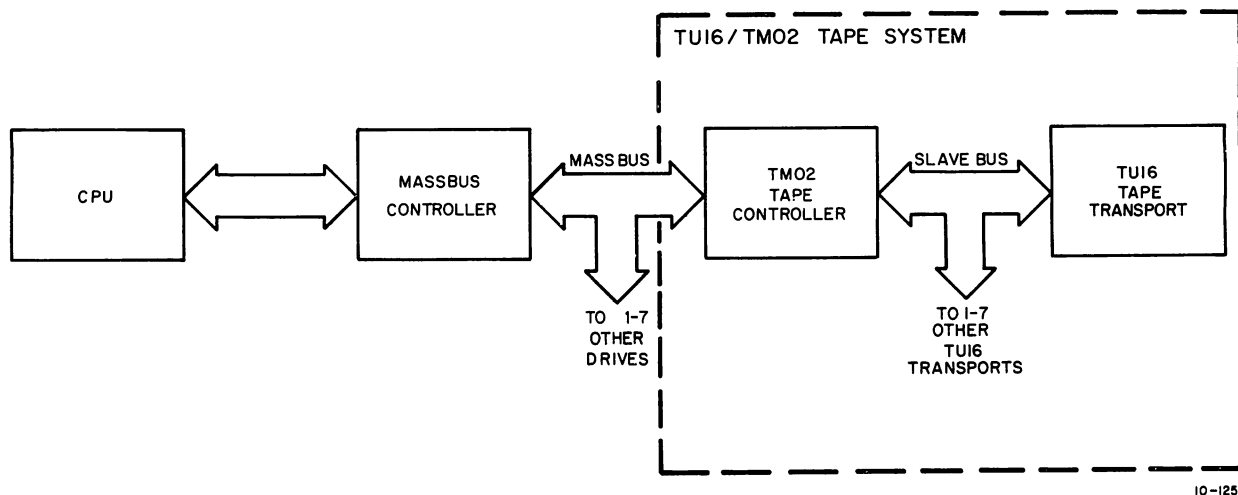 TU16/TM02 TAPE SYSTEM
CPU
MASSBUS
CONTROLLER
MASSBUS
TM02
TAPE
CONTROLLER
SLAVE BUS
TU16
TAPE
TRANSPORT
TO 1-7
OTHER
DRIVES
TO 1-7
OTHER
TU16
TRANSPORTS
10-125